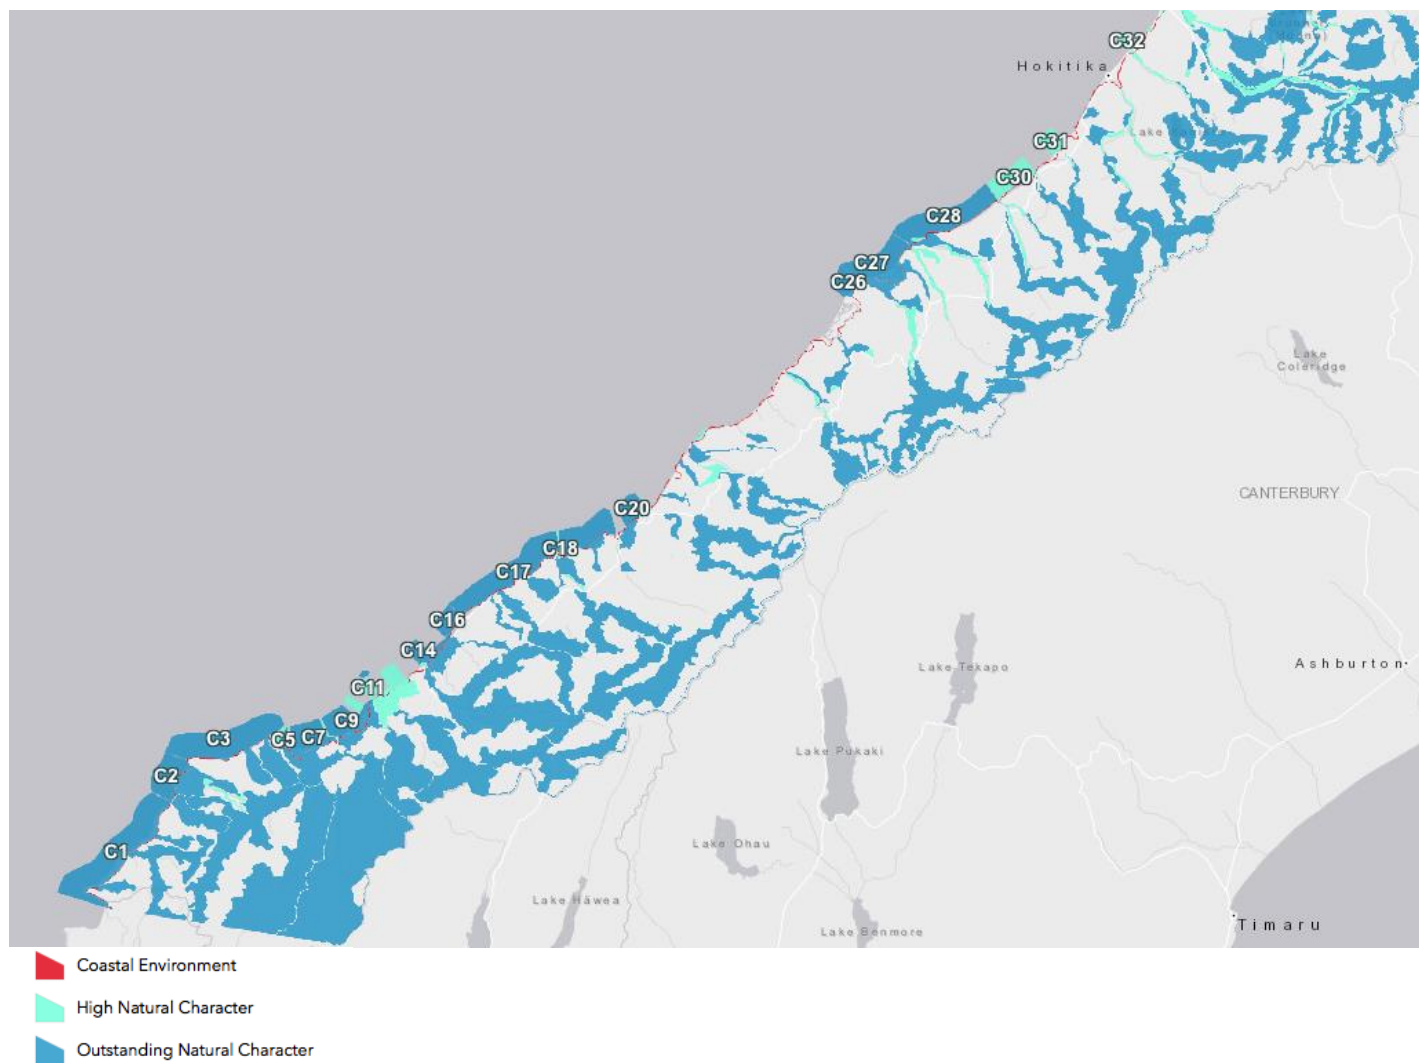 C32
Hokitika
C31
C30
C28
C27
C26
Lake
Coleridge
CANTERBURY
C20
C18
C17
C16
C14
Ashburton
Lake Tekapo
C11
C9
C7
C5
C3
Lake Pukaki
C2
C1
Lake Ohau
Lake Hāwea
Lake Benmore
Timaru
Coastal Environment
High Natural Character
Outstanding Natural Character